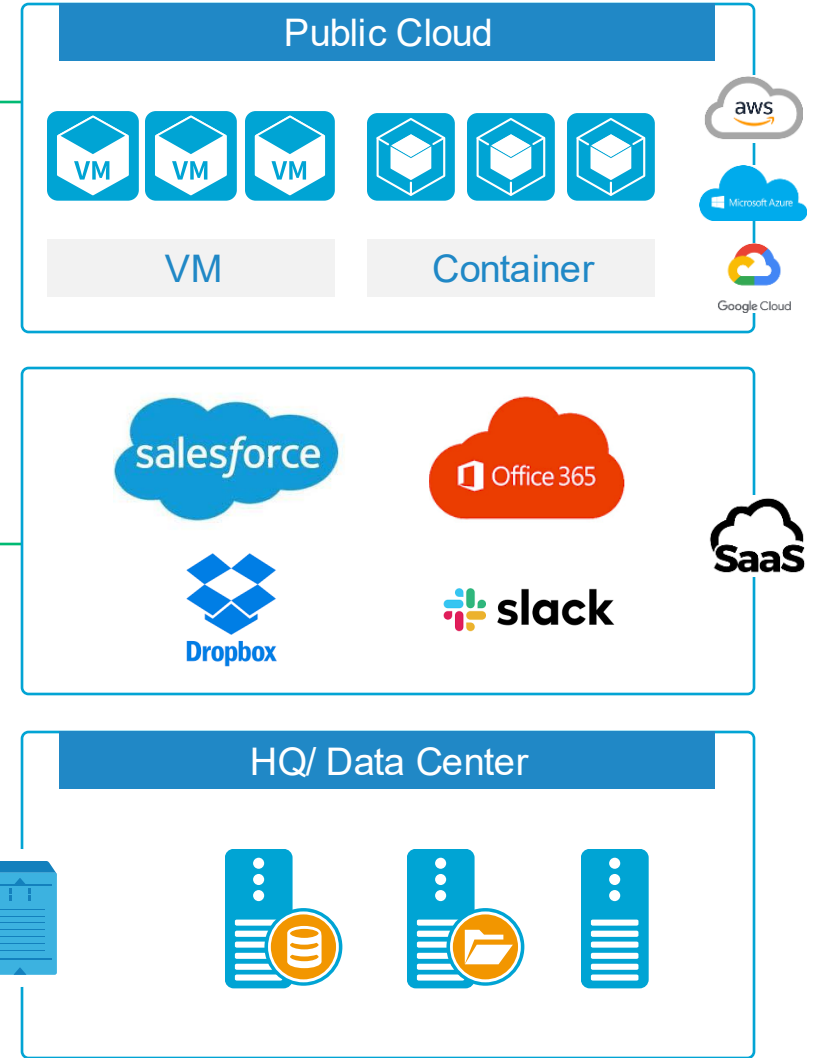 Public Cloud
aws
VM VM VM
Microsoft Azure
VM Container
Google Cloud
salesforce
Office 365
SaaS
Dropbox
slack
HQ/ Data Center